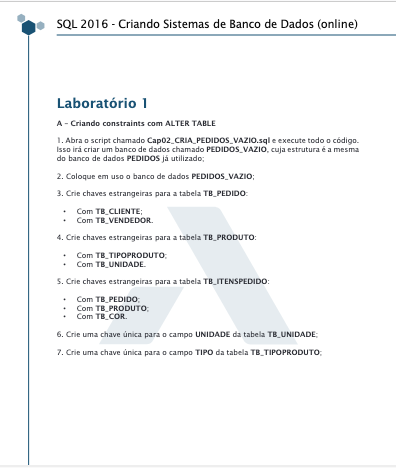 SQL 2016 - Criando Sistemas de Banco de Dados (online)
Laboratório 1
A – Criando constraints com ALTER TABLE
1. Abra o script chamado Cap02_CRIA_PEDIDOS_VAZIO.sql e execute todo o código.
Isso irá criar um banco de dados chamado PEDIDOS_VAZIO, cuja estrutura é a mesma
do banco de dados PEDIDOS já utilizado;
2. Coloque em uso o banco de dados PEDIDOS_VAZIO;
3. Crie chaves estrangeiras para a tabela TB_PEDIDO:
• Com TB_CLIENTE;
• Com TB_VENDEDOR.
4. Crie chaves estrangeiras para a tabela TB_PRODUTO:
• Com TB_TIPOPRODUTO;
• Com TB_UNIDADE.
5. Crie chaves estrangeiras para a tabela TB_ITENSPEDIDO:
• Com TB_PEDIDO;
• Com TB_PRODUTO;
• Com TB_COR.
6. Crie uma chave única para o campo UNIDADE da tabela TB_UNIDADE;
7. Crie uma chave única para o campo TIPO da tabela TB_TIPOPRODUTO;